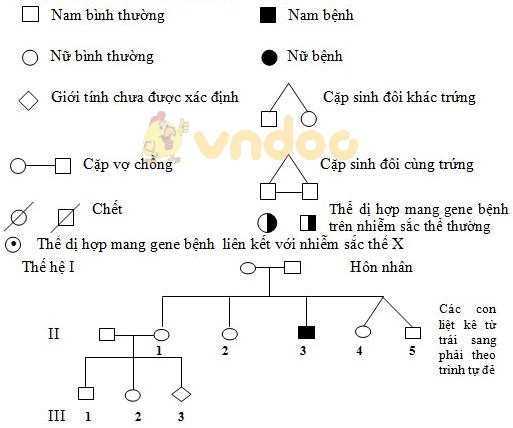 Nam bình thường Nam bệnh
Nữ bình thường Nữ bệnh
Giới tính chưa được xác định Cặp sinh đôi khác trứng
vndoc
Cặp vợ chồng Cặp sinh đôi cùng trứng
Chết Thể dị hợp mang gene bệnh
trên nhiễm sắc thể thường
Thể dị hợp mang gene bệnh liên kết với nhiễm sắc thể X
Thế hệ I Hôn nhân
Các con
liệt kê từ
trái sang
phải theo
trình tự đẻ
II
1 2 3 4 5
III 1 2 3